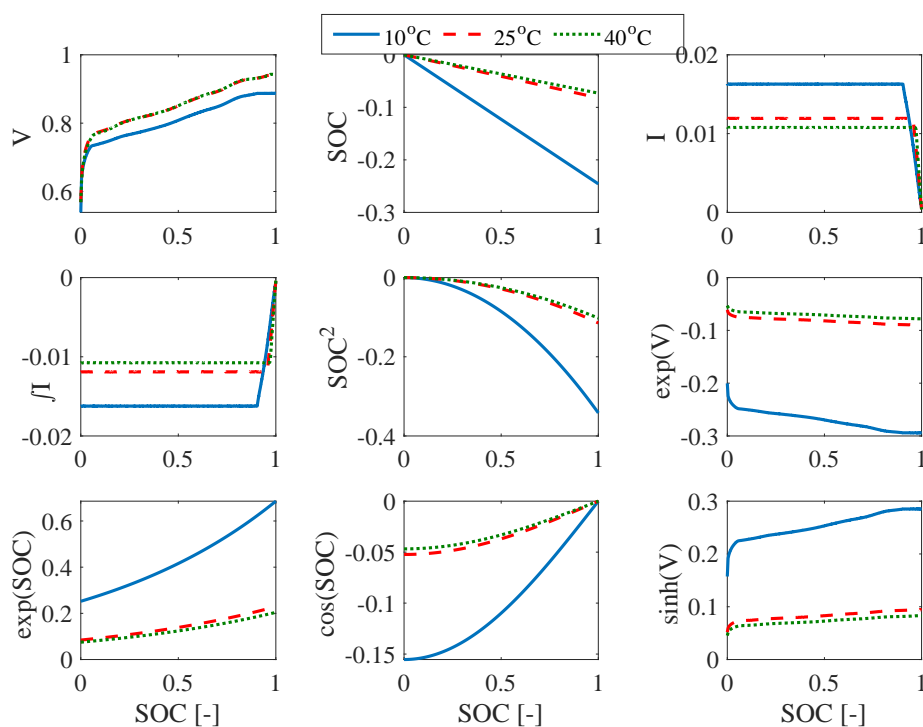 10°C 25°C 40°C
1
0.8
0.6
V
0 0.5 1
0
-0.1
-0.2
-0.3
SOC
0 0.5 1
0.02
0.01
0
I
0 0.5 1
0
-0.01
-0.02
∫I
0 0.5 1
0
-0.2
-0.4
SOC²
0 0.5 1
0
-0.1
-0.2
-0.3
exp(V)
0 0.5 1
0.6
0.4
0.2
0
exp(SOC)
0 0.5 1
SOC [-]
0
-0.05
-0.1
-0.15
cos(SOC)
0 0.5 1
SOC [-]
0.3
0.2
0.1
0
sinh(V)
0 0.5 1
SOC [-]